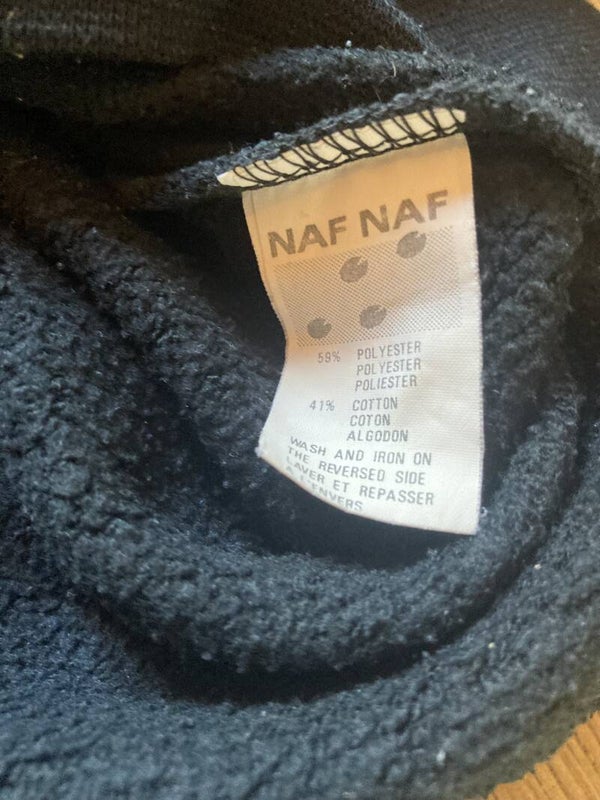 NAF NAF
59% POLYESTER
POLYESTER
POLIESTER
41% COTTON
COTON
ALGODON
WASH AND IRON ON
THE REVERSED SIDE
LAVER ET REPASSER
A L'ENVERS